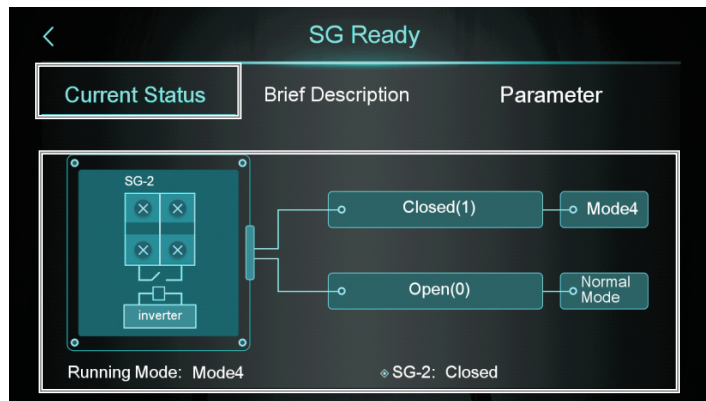 SG Ready
Current Status
Brief Description
Parameter
SG-2
Closed(1)
Mode4
Open(0)
Normal
Mode
inverter
Running Mode: Mode4
SG-2: Closed